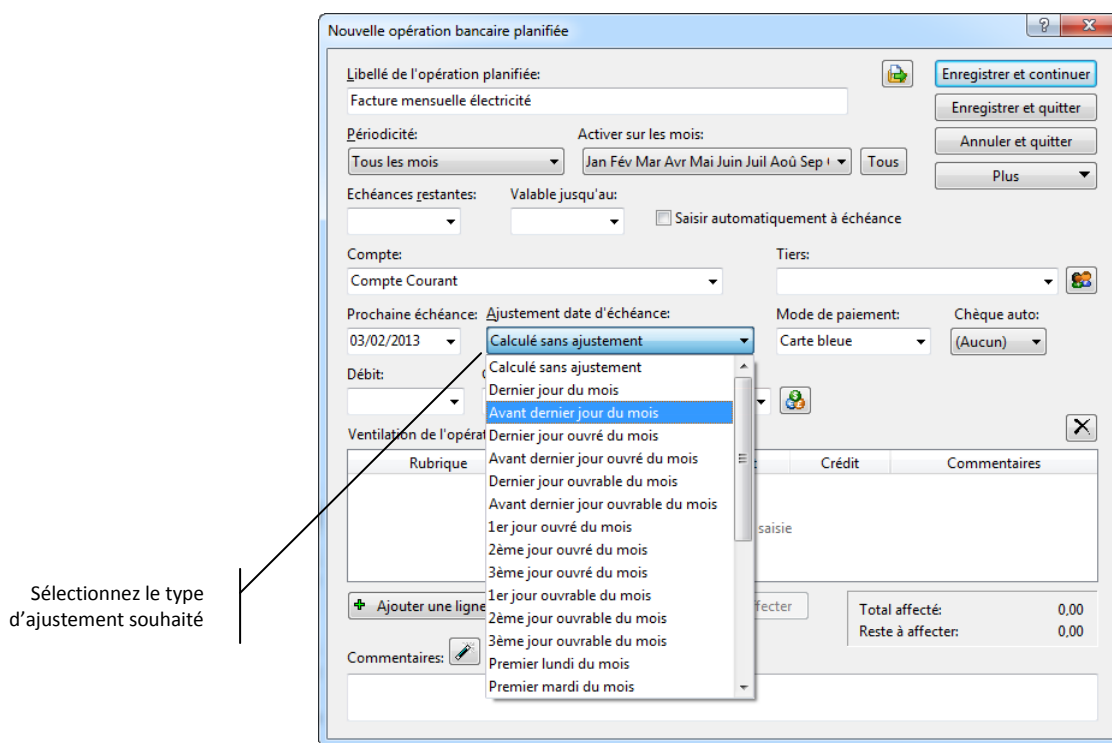 Nouvelle opération bancaire planifiée
Libellé de l'opération planifiée:
Enregistrer et continuer
Facture mensuelle électricité
Enregistrer et quitter
Périodicité:
Activer sur les mois:
Annuler et quitter
Tous les mois
Jan Fév Mar Avr Mai Juin Juil Aoû Sep
Tous
Plus
Echéances restantes:
Valable jusqu'au:
Saisir automatiquement à échéance
Compte:
Tiers:
Compte Courant
Prochaine échéance:
Ajustement date d'échéance:
Mode de paiement:
Chèque auto:
03/02/2013
Calculé sans ajustement
Carte bleue
(Aucun)
Débit:
Calculé sans ajustement
Dernier jour du mois
Avant dernier jour du mois
Ventilation de l'opérat
Dernier jour ouvré du mois
Rubrique
Avant dernier jour ouvré du mois
Crédit
Commentaires
Dernier jour ouvrable du mois
Avant dernier jour ouvrable du mois
1er jour ouvré du mois
saisie
2ème jour ouvré du mois
3ème jour ouvré du mois
1er jour ouvrable du mois
Ajouter une ligne
fecter
2ème jour ouvrable du mois
3ème jour ouvrable du mois
Premier lundi du mois
Premier mardi du mois
Total affecté: 0,00
Reste à affecter: 0,00
Commentaires:
Sélectionnez le type
d'ajustement souhaité